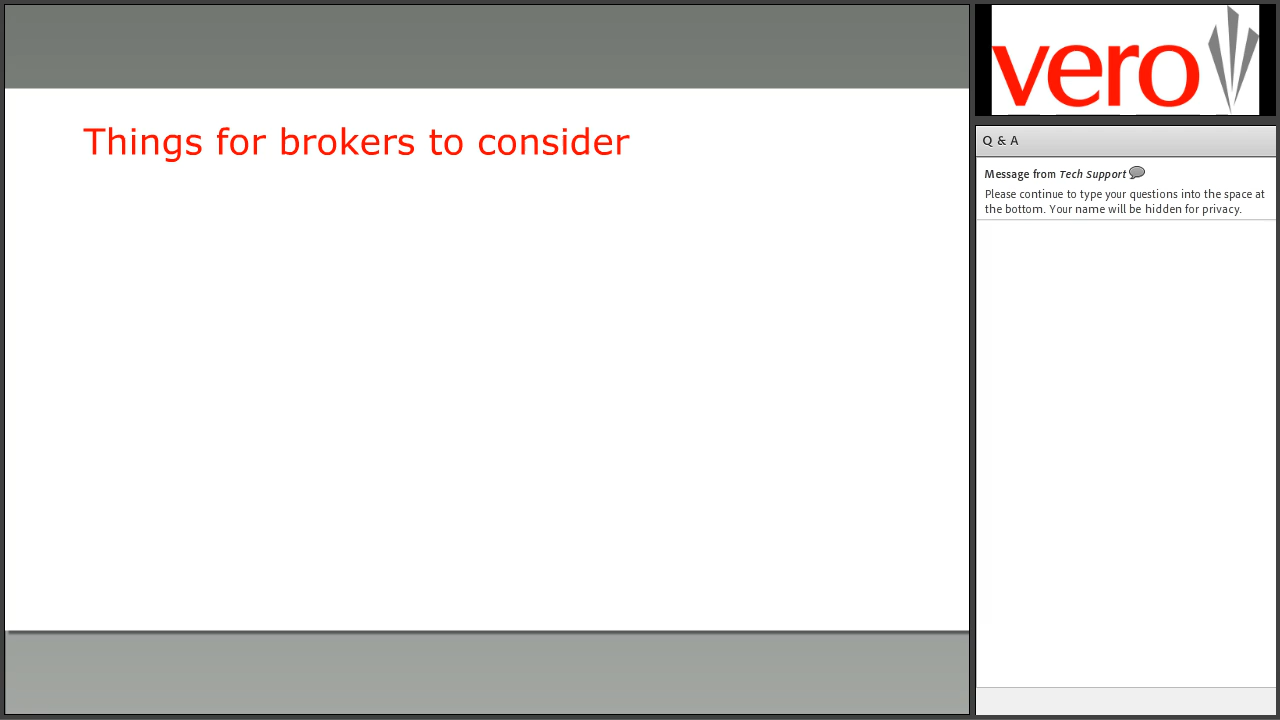 Things for brokers to consider
vero
Q & A
Message from Tech Support
Please continue to type your questions into the space at
the bottom. Your name will be hidden for privacy.